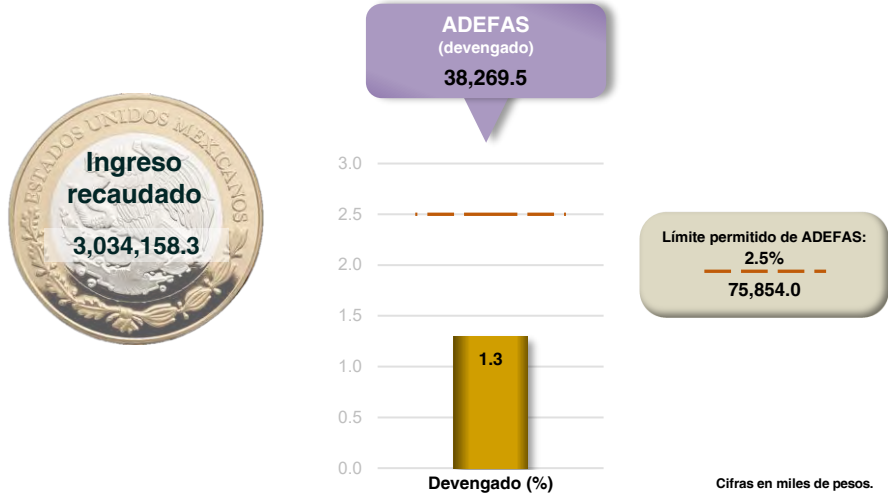 ADEFAS
(devengado)
38,269.5
ESTADOS UNIDOS MEXICANOS
Ingreso
recaudado
3,034,158.3
3.0
2.5
2.0
1.5
1.0
0.5
0.0
1.3
Devengado (%)
Límite permitido de ADEFAS:
2.5%
75,854.0
Cifras en miles de pesos.